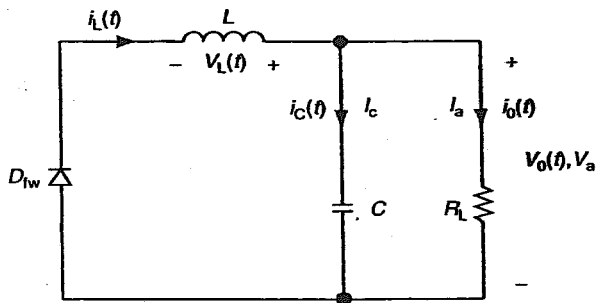 i_L(t)
L
− V_L(t) +
+
i_C(t)
I_c
I_a
i_0(t)
V_0(t), V_a
D_fw
C
R_L
−